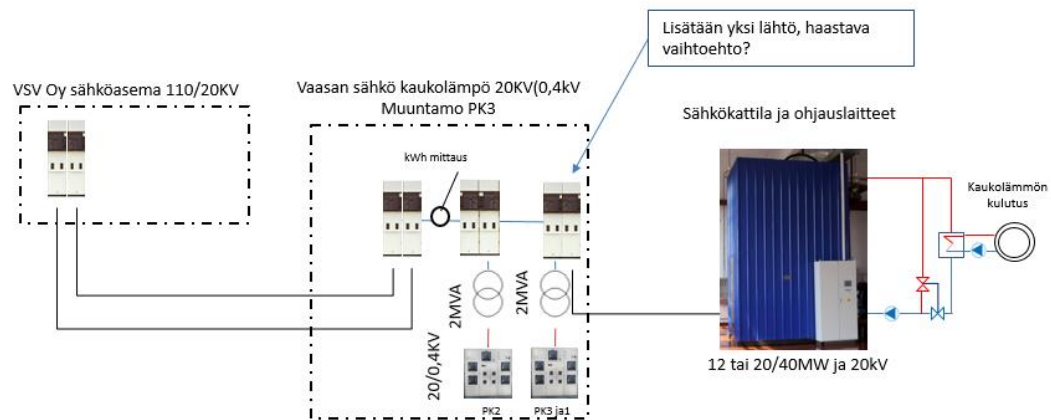 Lisätään yksi lähtö, haastava
vaihtoehto?
VSV Oy sähköasema 110/20KV
Vaasan sähkö kaukolämpö 20KV(0,4kV
Muuntamo PK3
Sähkökattila ja ohjauslaitteet
kWh mittaus
Kaukolämmön
kulutus
20/0,4KV
2MVA
2MVA
12 tai 20/40MW ja 20kV
PK2
PK3 ja1